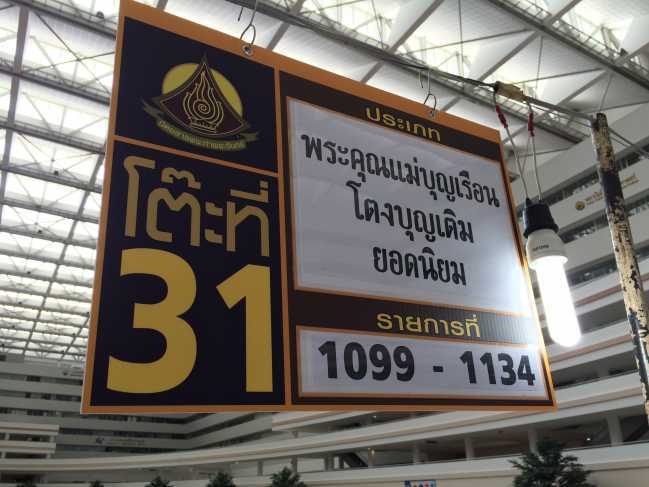 โต๊ะที่
31
ประเภท
พระคุณแม่บุญเรือน
โตงบุญเติม
ยอดนิยม
รายการที่
1099 - 1134